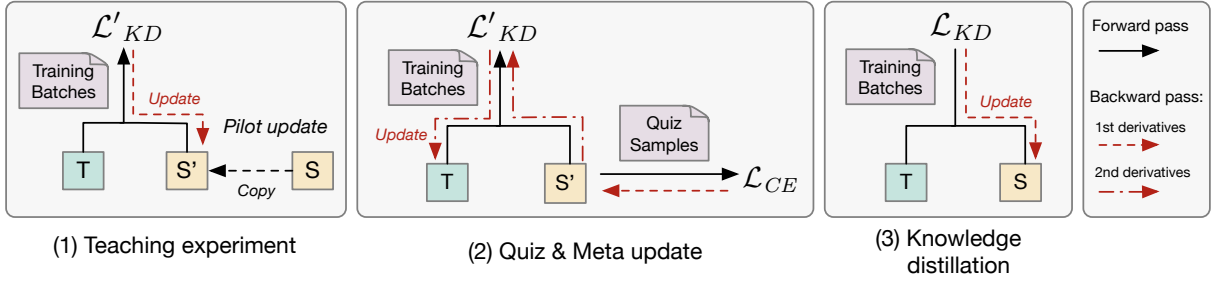 L'KD
Training
Batches
Update
Pilot update
T
S'
S
Copy
(1) Teaching experiment
L'KD
Training
Batches
Update
Quiz
Samples
T
S'
LCE
(2) Quiz & Meta update
LKD
Training
Batches
Update
T
S
(3) Knowledge
distillation
Forward pass
Backward pass:
1st derivatives
2nd derivatives